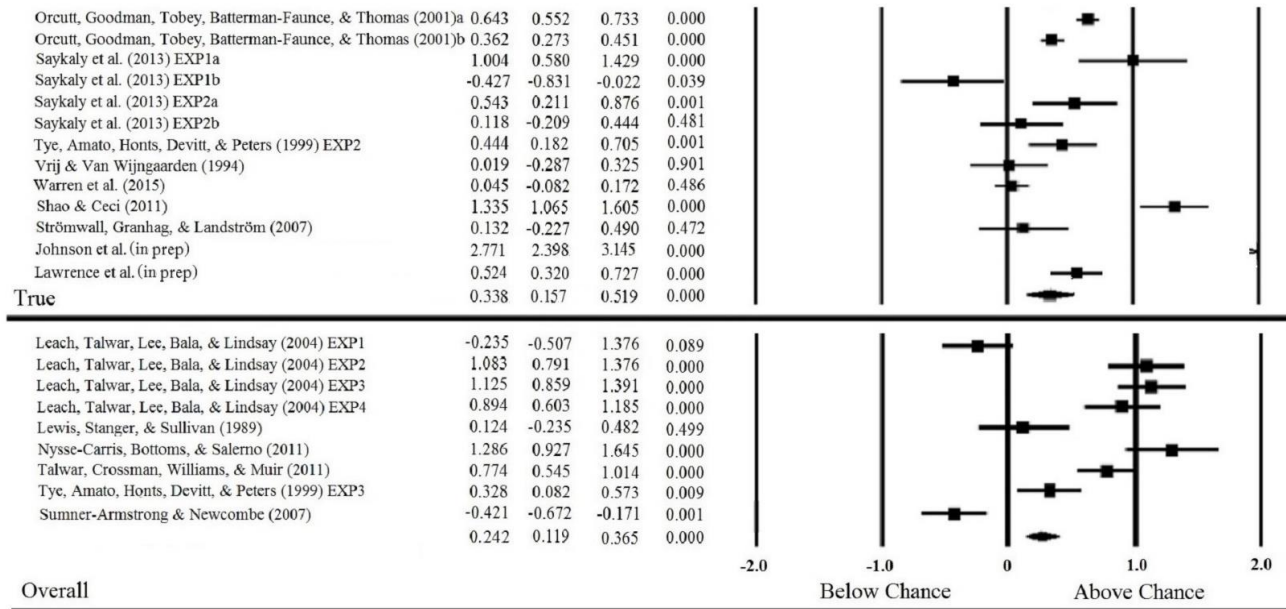 Orcutt, Goodman, Tobey, Batterman-Faunce, & Thomas (2001)a 0.643 0.552 0.733 0.000
Orcutt, Goodman, Tobey, Batterman-Faunce, & Thomas (2001)b 0.362 0.273 0.451 0.000
Saykaly et al. (2013) EXP1a 1.004 0.580 1.429 0.000
Saykaly et al. (2013) EXP1b -0.427 -0.831 -0.022 0.039
Saykaly et al. (2013) EXP2a 0.543 0.211 0.876 0.001
Saykaly et al. (2013) EXP2b 0.118 -0.209 0.444 0.481
Tye, Amato, Honts, Devitt, & Peters (1999) EXP2 0.444 0.182 0.705 0.001
Vrij & Van Wijngaarden (1994) 0.019 -0.287 0.325 0.901
Warren et al. (2015) 0.045 -0.082 0.172 0.486
Shao & Ceci (2011) 1.335 1.065 1.605 0.000
Strömwall, Granhag, & Landström (2007) 0.132 -0.227 0.490 0.472
Johnson et al. (in prep) 2.771 2.398 3.145 0.000
Lawrence et al. (in prep) 0.524 0.320 0.727 0.000
True 0.338 0.157 0.519 0.000
Leach, Talwar, Lee, Bala, & Lindsay (2004) EXP1 -0.235 -0.507 1.376 0.089
Leach, Talwar, Lee, Bala, & Lindsay (2004) EXP2 1.083 0.791 1.376 0.000
Leach, Talwar, Lee, Bala, & Lindsay (2004) EXP3 1.125 0.859 1.391 0.000
Leach, Talwar, Lee, Bala, & Lindsay (2004) EXP4 0.894 0.603 1.185 0.000
Lewis, Stanger, & Sullivan (1989) 0.124 -0.235 0.482 0.499
Nysse-Carris, Bottoms, & Salerno (2011) 1.286 0.927 1.645 0.000
Talwar, Crossman, Williams, & Muir (2011) 0.774 0.545 1.014 0.000
Tye, Amato, Honts, Devitt, & Peters (1999) EXP3 0.328 0.082 0.573 0.009
Sumner-Armstrong & Newcombe (2007) -0.421 -0.672 -0.171 0.001
0.242 0.119 0.365 0.000
-2.0 -1.0 0 1.0 2.0
Overall Below Chance Above Chance